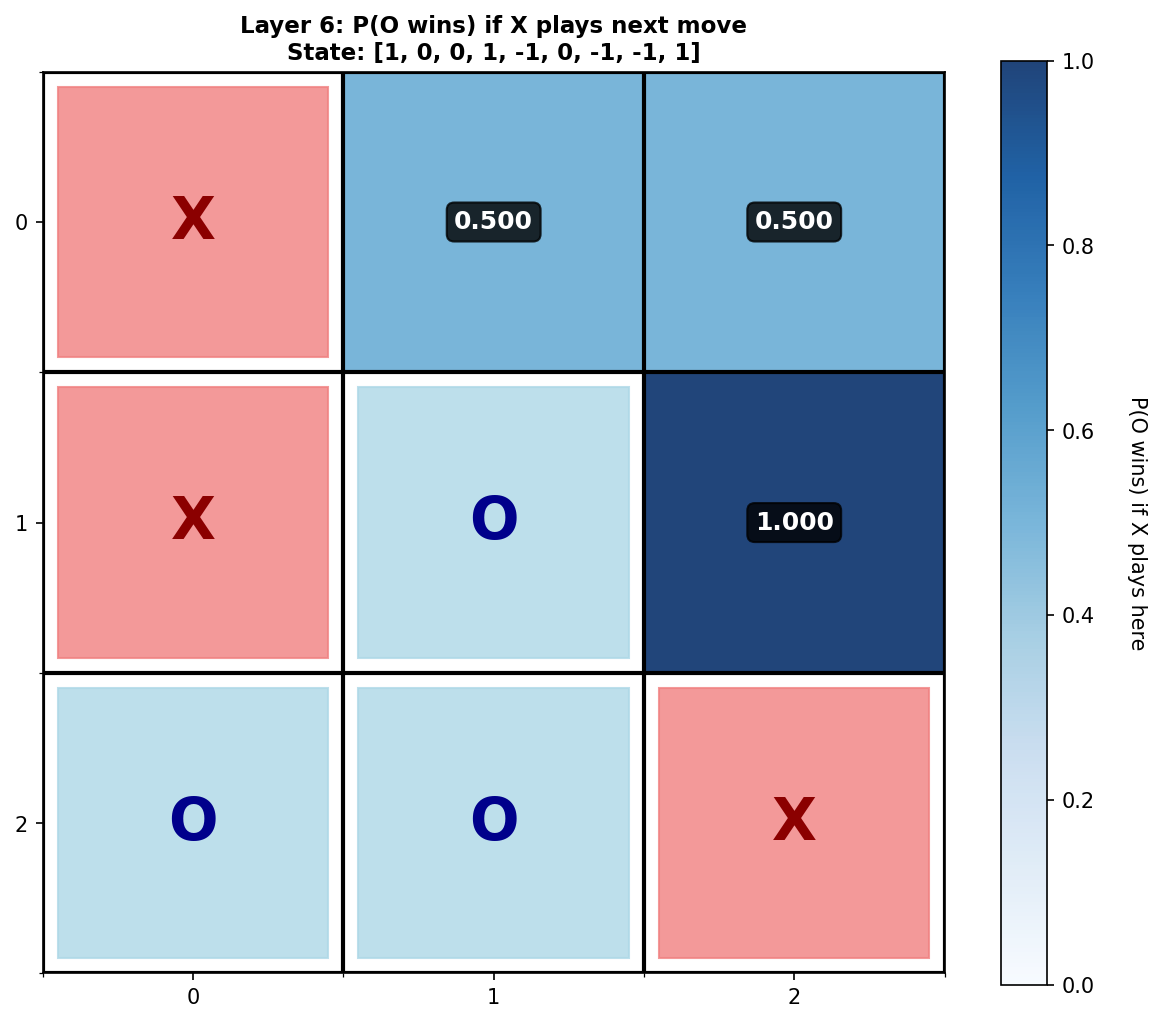 Layer 6: P(O wins) if X plays next move
State: [1, 0, 0, 1, -1, 0, -1, -1, 1]
X
0.500
0.500
X
O
1.000
O
O
X
0
1
2
0
1
2
1.0
0.8
0.6
0.4
0.2
0.0
P(O wins) if X plays here